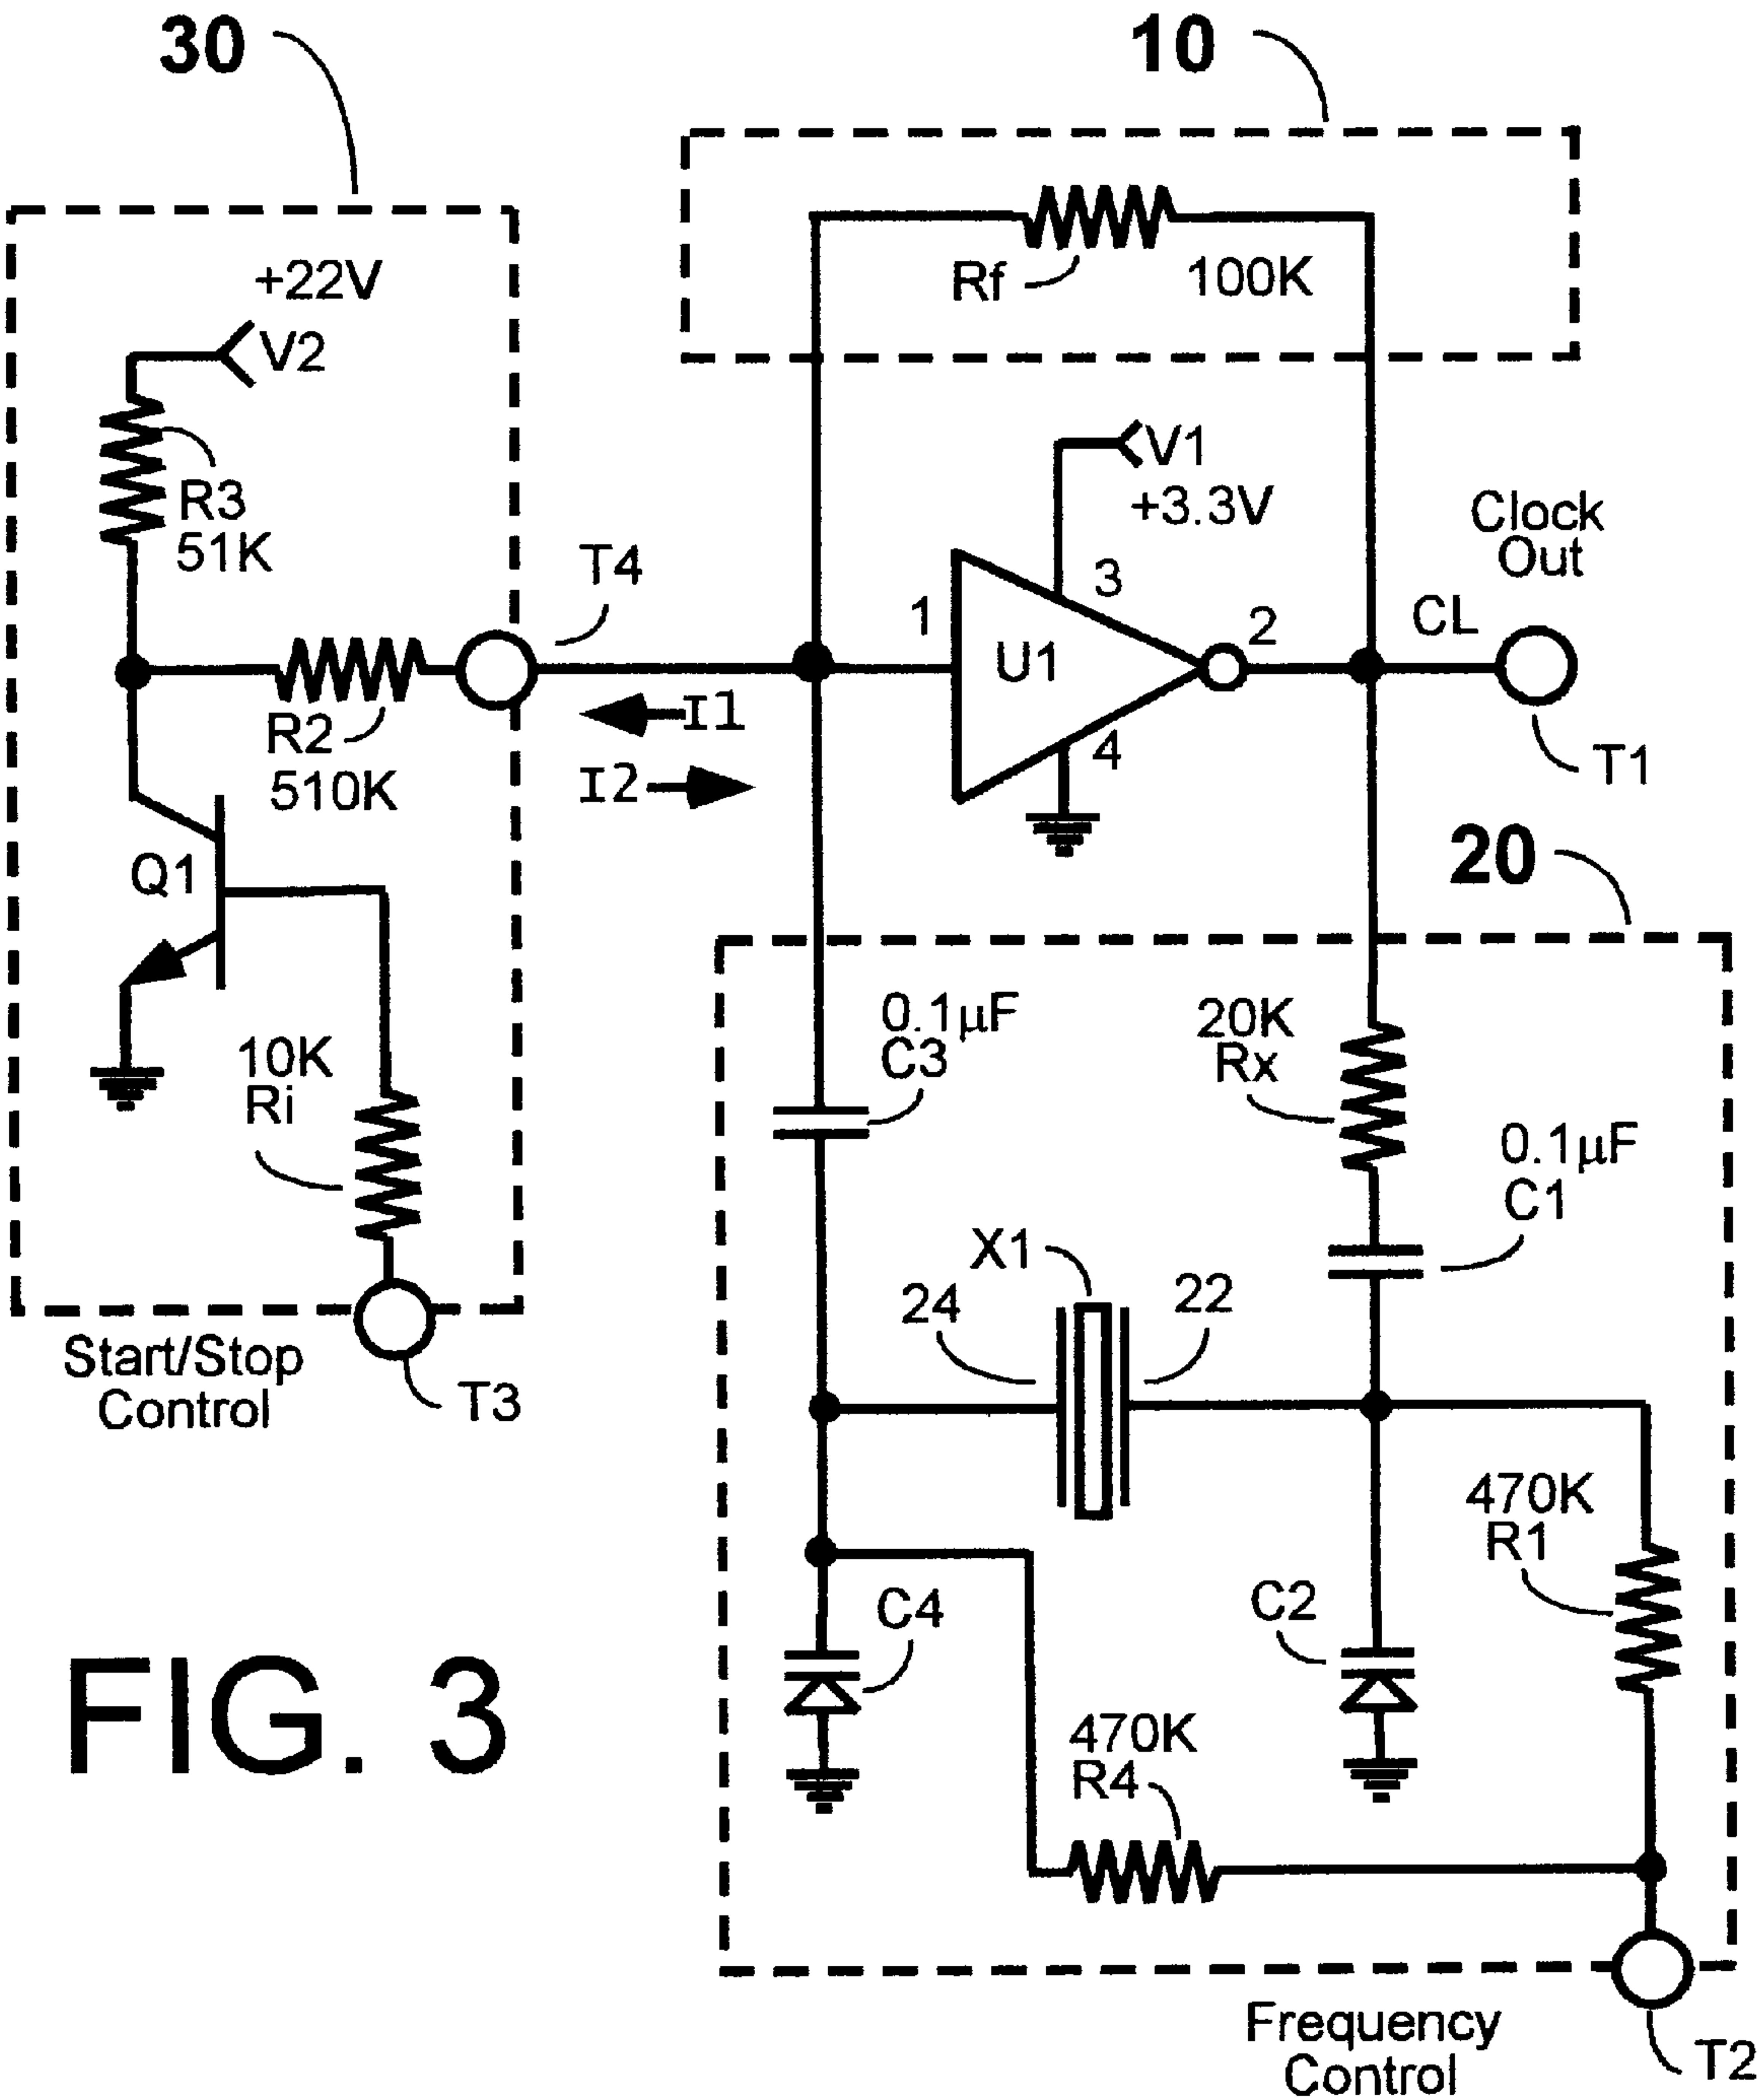 30
10
+22V
V2
Rf
100K
R3
51K
V1
+3.3V
Clock
Out
T4
1
3
2
CL
U1
4
T1
R2
510K
I1
I2
20
Q1
10K
Ri
0.1µF
C3
20K
Rx
0.1µF
C1
X1
24
22
Start/Stop
Control
T3
470K
R1
C4
C2
FIG. 3
470K
R4
Frequency
Control
T2